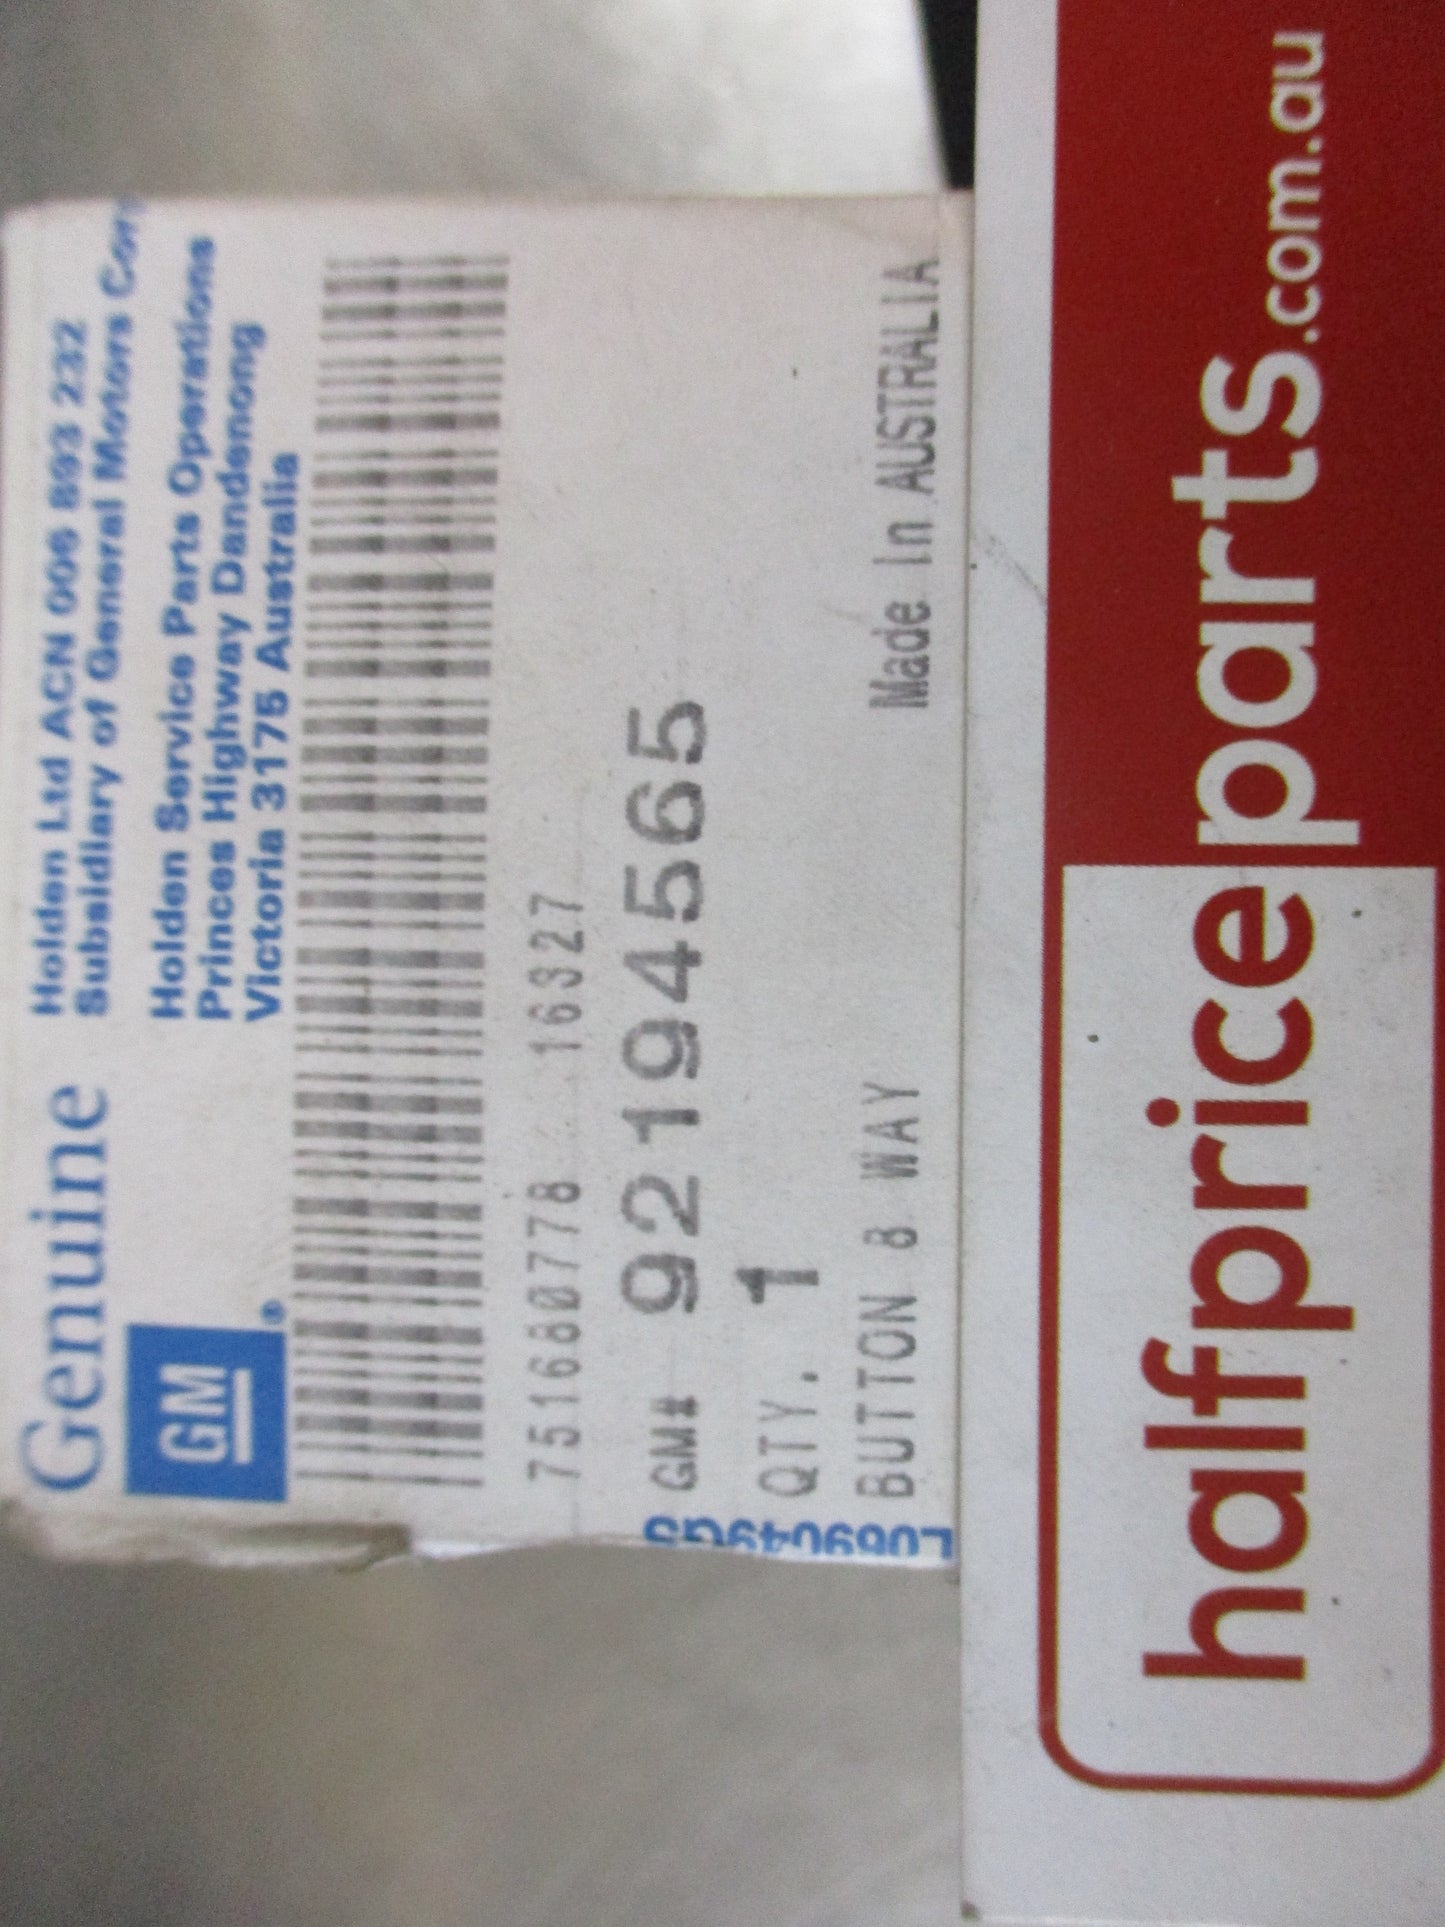 Genuine
Holden Ltd ACN 006 893 232
Subsidiary of General Motors Corp
GM
®
Holden Service Parts Operations
Princes Highway Dandenong
Victoria 3175 Australia
751680778 16327
GM# 92194565
QTY. 1
BUTTON 8 WAY Made In AUSTRALIA
halfpriceparts.com.au